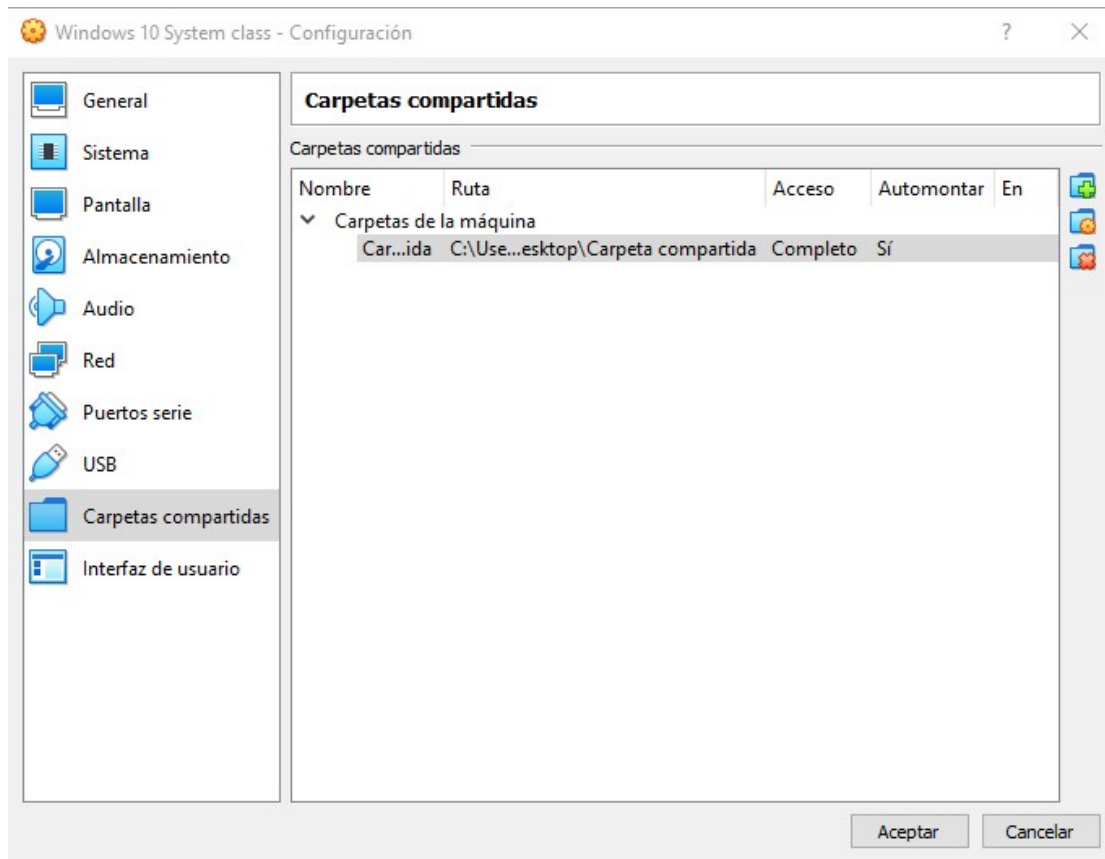 Windows 10 System class - Configuración ?
General
Sistema
Pantalla
Almacenamiento
Audio
Red
Puertos serie
USB
Carpetas compartidas
Interfaz de usuario
Carpetas compartidas
Carpetas compartidas
Nombre Ruta Acceso Automontar En
Carpetas de la máquina
Car...ida C:\Use...esktop\Carpeta compartida Completo Sí
Aceptar Cancelar